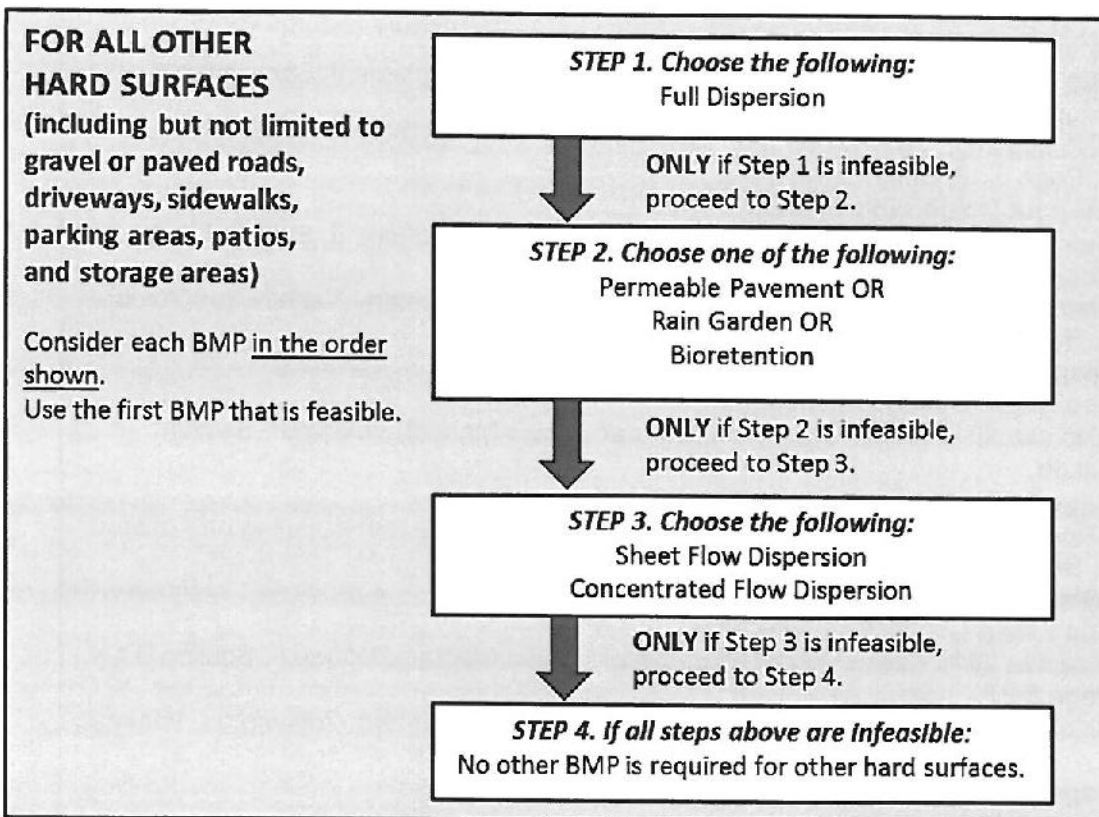 FOR ALL OTHER
HARD SURFACES
(including but not limited to
gravel or paved roads,
driveways, sidewalks,
parking areas, patios,
and storage areas)
Consider each BMP in the order
shown.
Use the first BMP that is feasible.
STEP 1. Choose the following:
Full Dispersion
ONLY if Step 1 is infeasible,
proceed to Step 2.
STEP 2. Choose one of the following:
Permeable Pavement OR
Rain Garden OR
Bioretention
ONLY if Step 2 is infeasible,
proceed to Step 3.
STEP 3. Choose the following:
Sheet Flow Dispersion
Concentrated Flow Dispersion
ONLY if Step 3 is infeasible,
proceed to Step 4.
STEP 4. If all steps above are infeasible:
No other BMP is required for other hard surfaces.